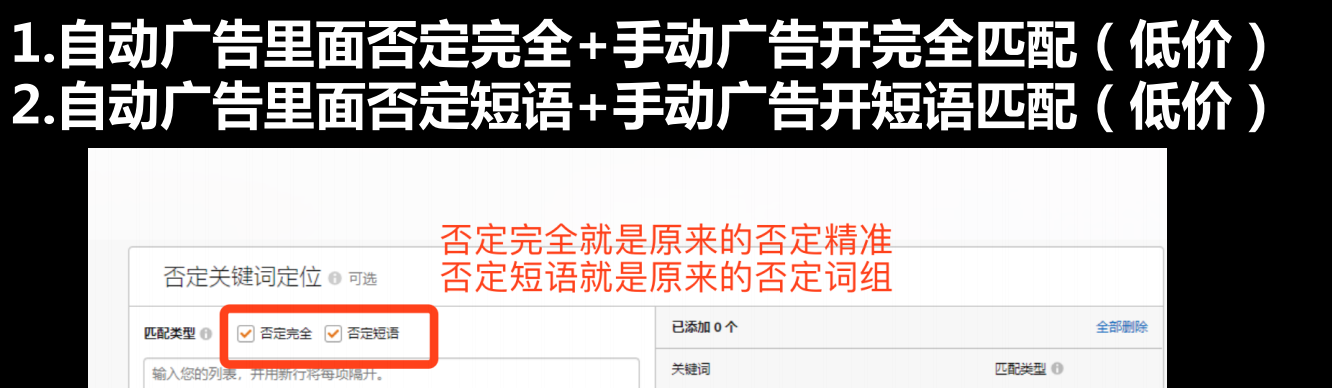 1.自动广告里面否定完全+手动广告开完全匹配（低价）
2.自动广告里面否定短语+手动广告开短语匹配（低价）
否定完全就是原来的否定精准
否定短语就是原来的否定词组
否定关键词定位 可选
匹配类型 否定完全 否定短语
已添加 0 个 全部删除
输入您的列表，并用新行将每项隔开。
关键词 匹配类型